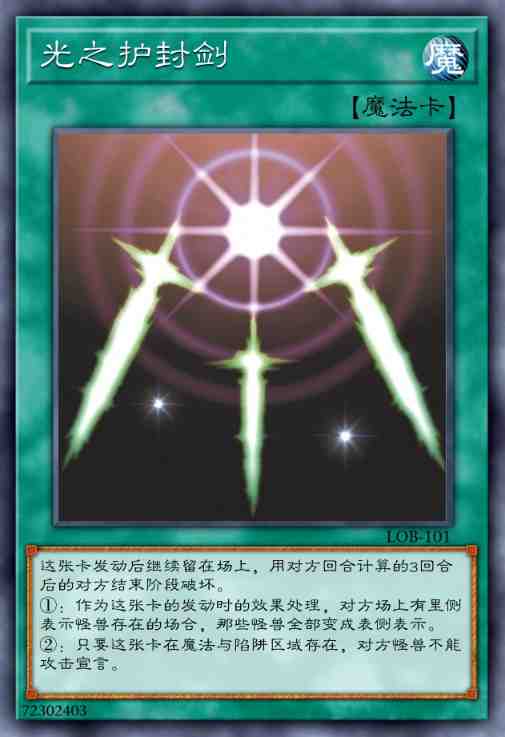 光之护封剑
魔
【魔法卡】
LOB-101
这张卡发动后继续留在场上，用对方回合计算的3回合
后的对方结束阶段破坏。
①：作为这张卡的发动时的效果处理，对方场上有里侧
表示怪兽存在的场合，那些怪兽全部变成表侧表示。
②：只要这张卡在魔法与陷阱区域存在，对方怪兽不能
攻击宣言。
72302403